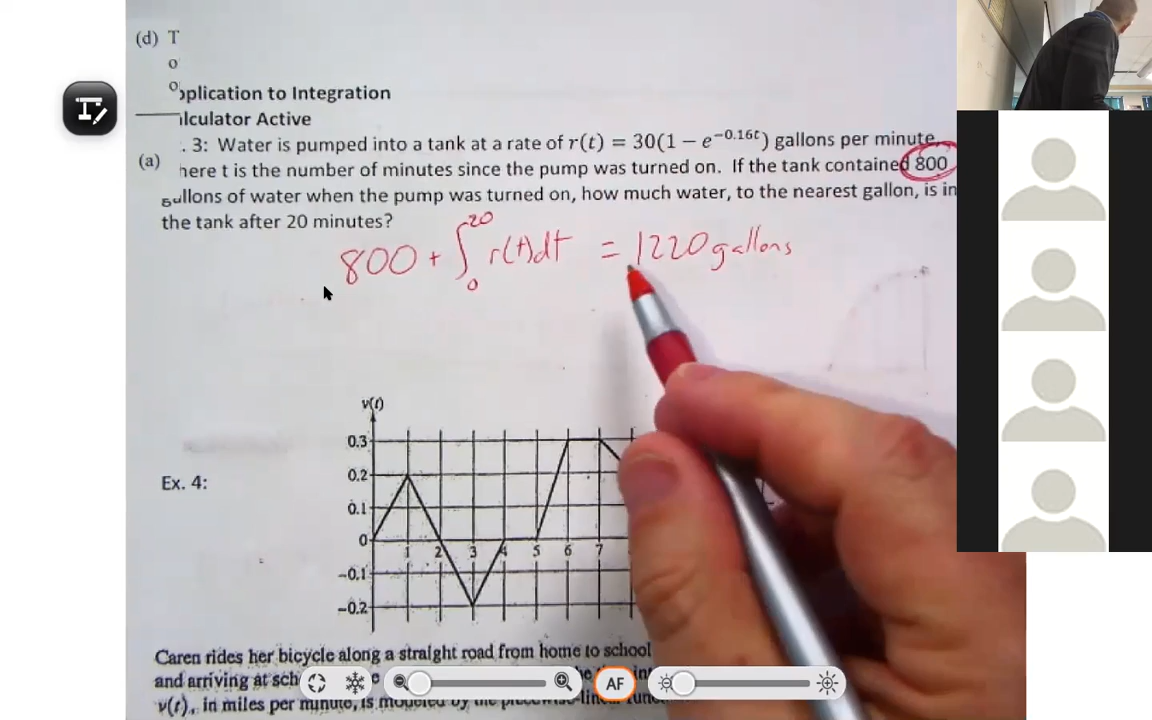 (d) T
o
o
oplication to Integration
lculator Active
. 3: Water is pumped into a tank at a rate of r(t) = 30(1 − e^−0.16t) gallons per minute,
(a)
here t is the number of minutes since the pump was turned on. If the tank contained 800
gallons of water when the pump was turned on, how much water, to the nearest gallon, is in
the tank after 20 minutes?
800 + ∫₀²⁰ r(t)dt = 1220 gallons
v(t)
0.3
0.2
0.1
0
-0.1
-0.2
1 2 3 4 5 6 7
Ex. 4:
Caren rides her bicycle along a straight road from home to school
and arriving at sch
v(t), in miles per minute, is modeled by the piecewise-linear
AF